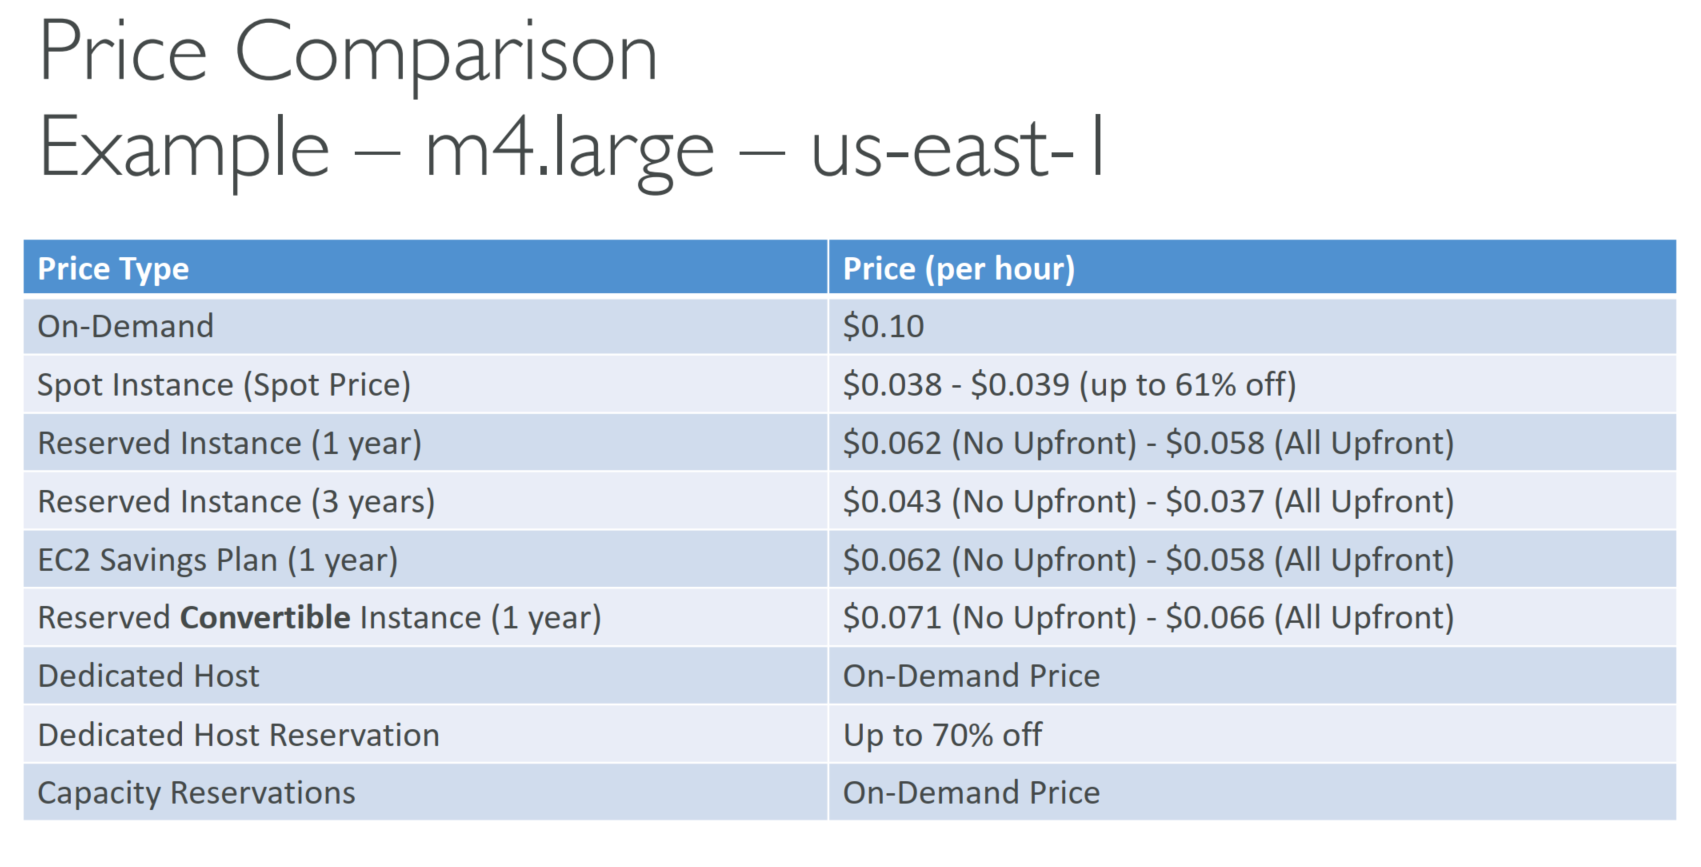 Price Comparison
Example – m4.large – us-east-1
Price Type Price (per hour)
On-Demand $0.10
Spot Instance (Spot Price) $0.038 - $0.039 (up to 61% off)
Reserved Instance (1 year) $0.062 (No Upfront) - $0.058 (All Upfront)
Reserved Instance (3 years) $0.043 (No Upfront) - $0.037 (All Upfront)
EC2 Savings Plan (1 year) $0.062 (No Upfront) - $0.058 (All Upfront)
Reserved Convertible Instance (1 year) $0.071 (No Upfront) - $0.066 (All Upfront)
Dedicated Host On-Demand Price
Dedicated Host Reservation Up to 70% off
Capacity Reservations On-Demand Price